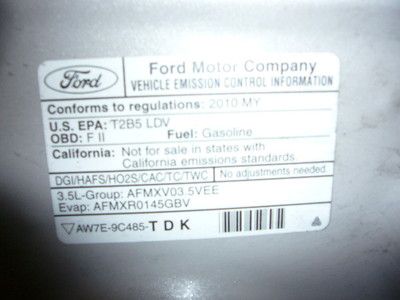 Ford
Ford Motor Company
VEHICLE EMISSION CONTROL INFORMATION
Conforms to regulations: 2010 MY
U.S. EPA: T2B5 LDV
OBD: F II Fuel: Gasoline
California: Not for sale in states with
California emissions standards.
DGI/HAFS/HO2S/CAC/TC/TWC No adjustments needed.
3.5L-Group: AFMXV03.5VEE
Evap: AFMXR0145GBV
AW7E-9C485-TDK